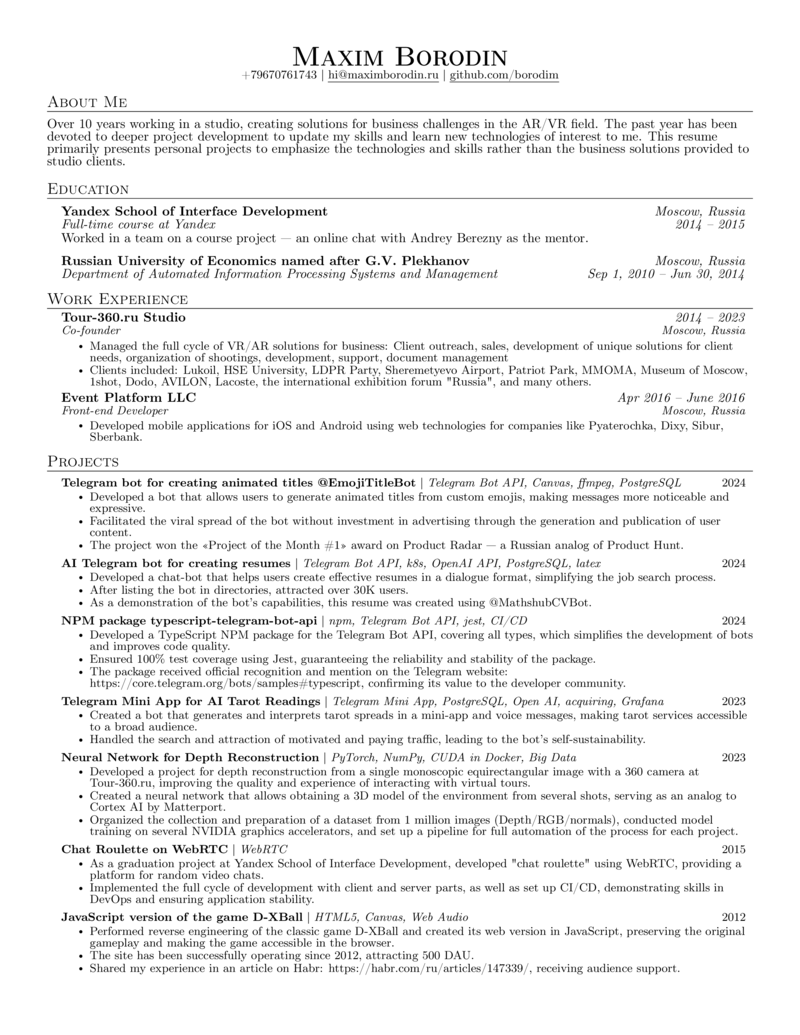 Maxim Borodin
+79670761743 | hi@maximborodin.ru | github.com/borodim
About Me
Over 10 years working in a studio, creating solutions for business challenges in the AR/VR field. The past year has been
devoted to deeper project development to update my skills and learn new technologies of interest to me. This resume
primarily presents personal projects to emphasize the technologies and skills rather than the business solutions provided to
studio clients.
Education
Yandex School of Interface Development Moscow, Russia
Full-time course at Yandex 2014 – 2015
Worked in a team on a course project — an online chat with Andrey Berezny as the mentor.
Russian University of Economics named after G.V. Plekhanov Moscow, Russia
Department of Automated Information Processing Systems and Management Sep 1, 2010 – Jun 30, 2014
Work Experience
Tour-360.ru Studio 2014 – 2023
Co-founder Moscow, Russia
• Managed the full cycle of VR/AR solutions for business: Client outreach, sales, development of unique solutions for client
needs, organization of shootings, development, support, document management
• Clients included: Lukoil, HSE University, LDPR Party, Sheremetyevo Airport, Patriot Park, MMOMA, Museum of Moscow,
1shot, Dodo, AVILON, Lacoste, the international exhibition forum "Russia", and many others.
Event Platform LLC Apr 2016 – June 2016
Front-end Developer Moscow, Russia
• Developed mobile applications for iOS and Android using web technologies for companies like Pyaterochka, Dixy, Sibur,
Sberbank.
Projects
Telegram bot for creating animated titles @EmojiTitleBot | Telegram Bot API, Canvas, ffmpeg, PostgreSQL 2024
• Developed a bot that allows users to generate animated titles from custom emojis, making messages more noticeable and
expressive.
• Facilitated the viral spread of the bot without investment in advertising through the generation and publication of user
content.
• The project won the «Project of the Month #1» award on Product Radar — a Russian analog of Product Hunt.
AI Telegram bot for creating resumes | Telegram Bot API, k8s, OpenAI API, PostgreSQL, latex 2024
• Developed a chat-bot that helps users create effective resumes in a dialogue format, simplifying the job search process.
• After listing the bot in directories, attracted over 30K users.
• As a demonstration of the bot's capabilities, this resume was created using @MathshubCVBot.
NPM package typescript-telegram-bot-api | npm, Telegram Bot API, jest, CI/CD 2024
• Developed a TypeScript NPM package for the Telegram Bot API, covering all types, which simplifies the development of bots
and improves code quality.
• Ensured 100% test coverage using Jest, guaranteeing the reliability and stability of the package.
• The package received official recognition and mention on the Telegram website:
https://core.telegram.org/bots/samples#typescript, confirming its value to the developer community.
Telegram Mini App for AI Tarot Readings | Telegram Mini App, PostgreSQL, Open AI, acquiring, Grafana 2023
• Created a bot that generates and interprets tarot spreads in a mini-app and voice messages, making tarot services accessible
to a broad audience.
• Handled the search and attraction of motivated and paying traffic, leading to the bot's self-sustainability.
Neural Network for Depth Reconstruction | PyTorch, NumPy, CUDA in Docker, Big Data 2023
• Developed a project for depth reconstruction from a single monoscopic equirectangular image with a 360 camera at
Tour-360.ru, improving the quality and experience of interacting with virtual tours.
• Created a neural network that allows obtaining a 3D model of the environment from several shots, serving as an analog to
Cortex AI by Matterport.
• Organized the collection and preparation of a dataset from 1 million images (Depth/RGB/normals), conducted model
training on several NVIDIA graphics accelerators, and set up a pipeline for full automation of the process for each project.
Chat Roulette on WebRTC | WebRTC 2015
• As a graduation project at Yandex School of Interface Development, developed "chat roulette" using WebRTC, providing a
platform for random video chats.
• Implemented the full cycle of development with client and server parts, as well as set up CI/CD, demonstrating skills in
DevOps and ensuring application stability.
JavaScript version of the game D-XBall | HTML5, Canvas, Web Audio 2012
• Performed reverse engineering of the classic game D-XBall and created its web version in JavaScript, preserving the original
gameplay and making the game accessible in the browser.
• The site has been successfully operating since 2012, attracting 500 DAU.
• Shared my experience in an article on Habr: https://habr.com/ru/articles/147339/, receiving audience support.